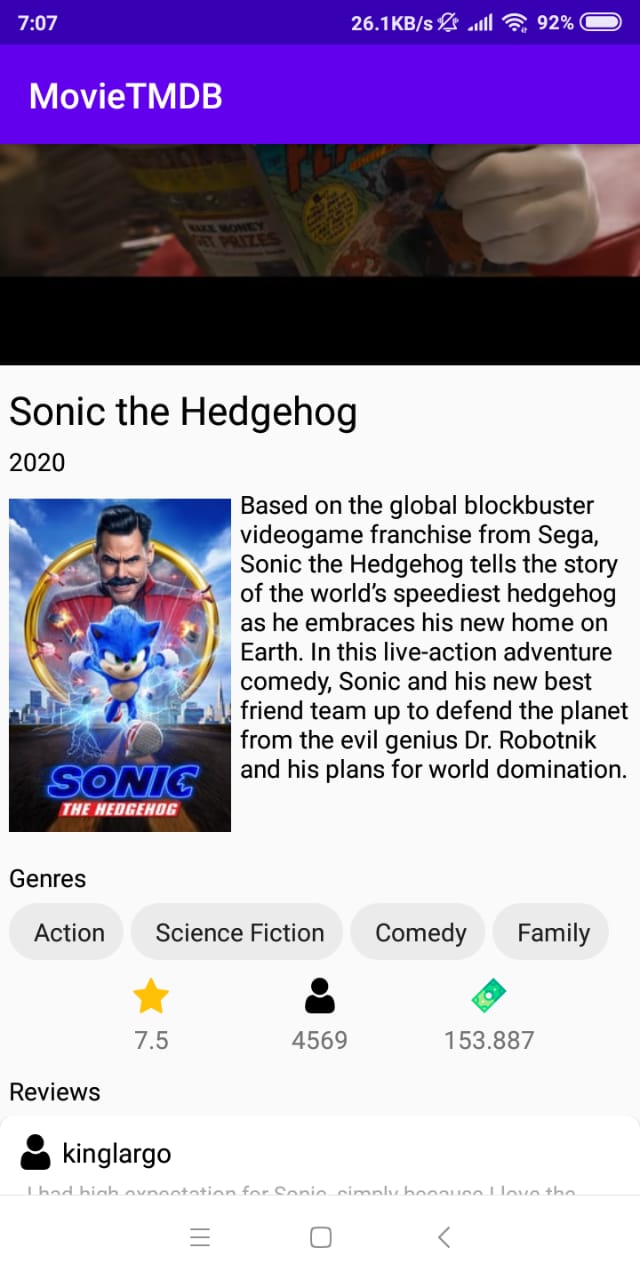 7:07 26.1KB/s 92%
MovieTMDB
FLA
MAKE MONEY
GET PRIZES
Sonic the Hedgehog
2020
Based on the global blockbuster
videogame franchise from Sega,
Sonic the Hedgehog tells the story
of the world’s speediest hedgehog
as he embraces his new home on
Earth. In this live-action adventure
comedy, Sonic and his new best
friend team up to defend the planet
from the evil genius Dr. Robotnik
and his plans for world domination.
SONIC
THE HEDGEHOG
Genres
Action Science Fiction Comedy Family
7.5 4569 153.887
Reviews
kinglargo
I had high expectation for Sonic, simply because I love the